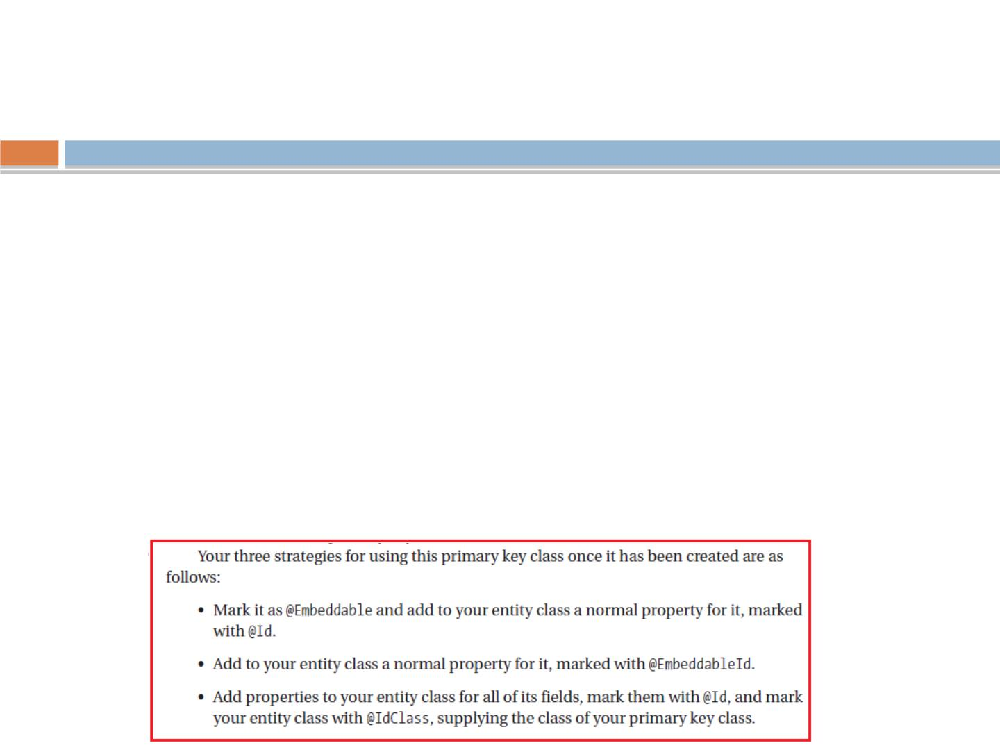 Your three strategies for using this primary key class once it has been created are as
follows:
• Mark it as @Embeddable and add to your entity class a normal property for it, marked
with @Id.
• Add to your entity class a normal property for it, marked with @EmbeddableId.
• Add properties to your entity class for all of its fields, mark them with @Id, and mark
your entity class with @IdClass, supplying the class of your primary key class.